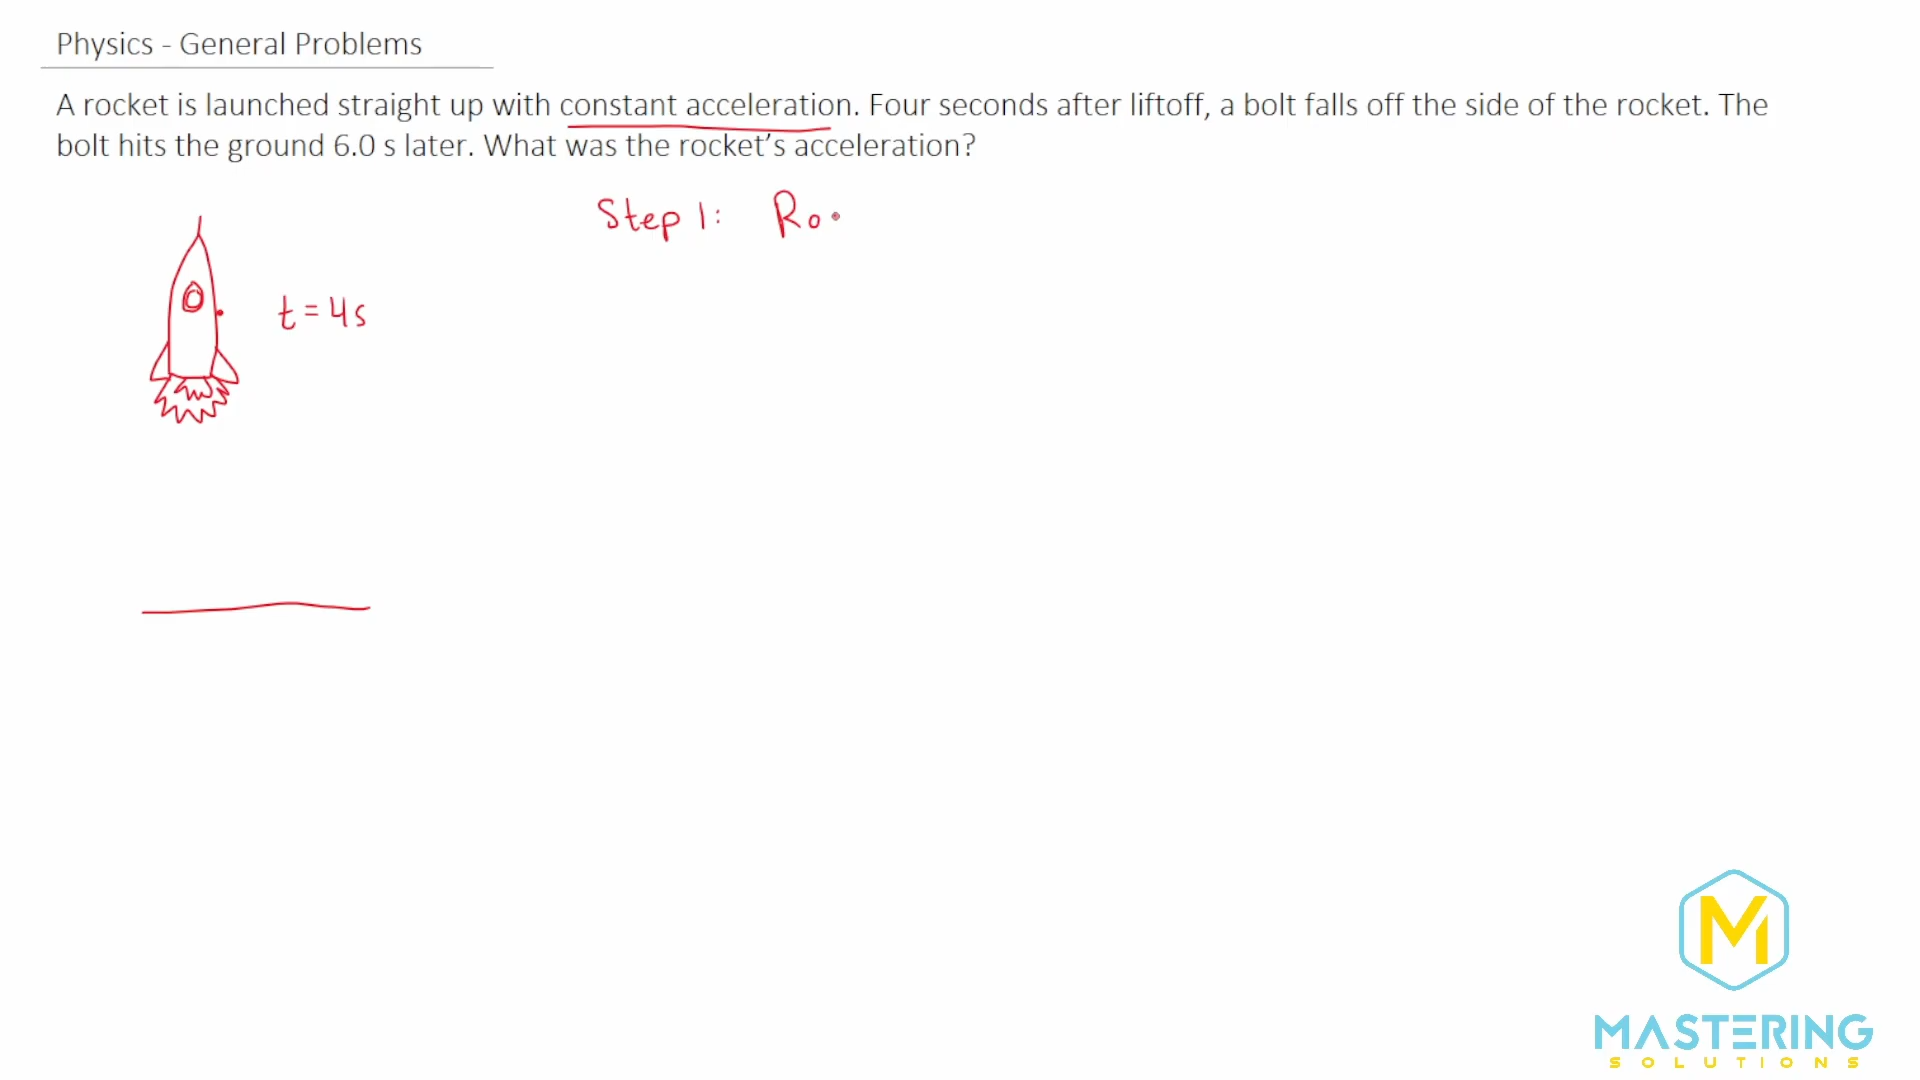 Physics - General Problems
A rocket is launched straight up with constant acceleration. Four seconds after liftoff, a bolt falls off the side of the rocket. The
bolt hits the ground 6.0 s later. What was the rocket’s acceleration?
Step 1: Ro
t = 4s
M
MASTERING
SOLUTIONS